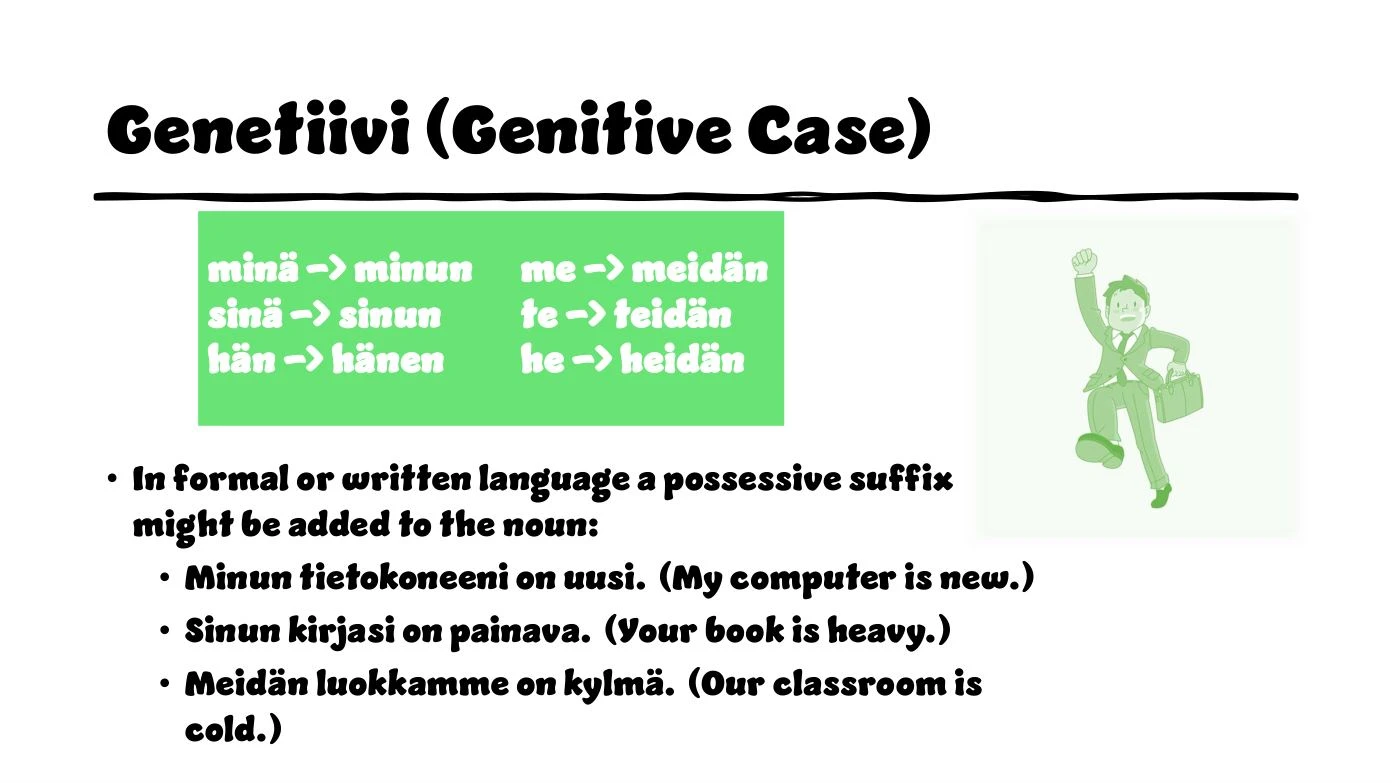 Genetiivi (Genitive Case)
minä -> minun
sinä -> sinun
hän -> hänen
me -> meidän
te -> teidän
he -> heidän
• In formal or written language a possessive suffix
might be added to the noun:
• Minun tietokoneeni on uusi. (My computer is new.)
• Sinun kirjasi on painava. (Your book is heavy.)
• Meidän luokkamme on kylmä. (Our classroom is
cold.)